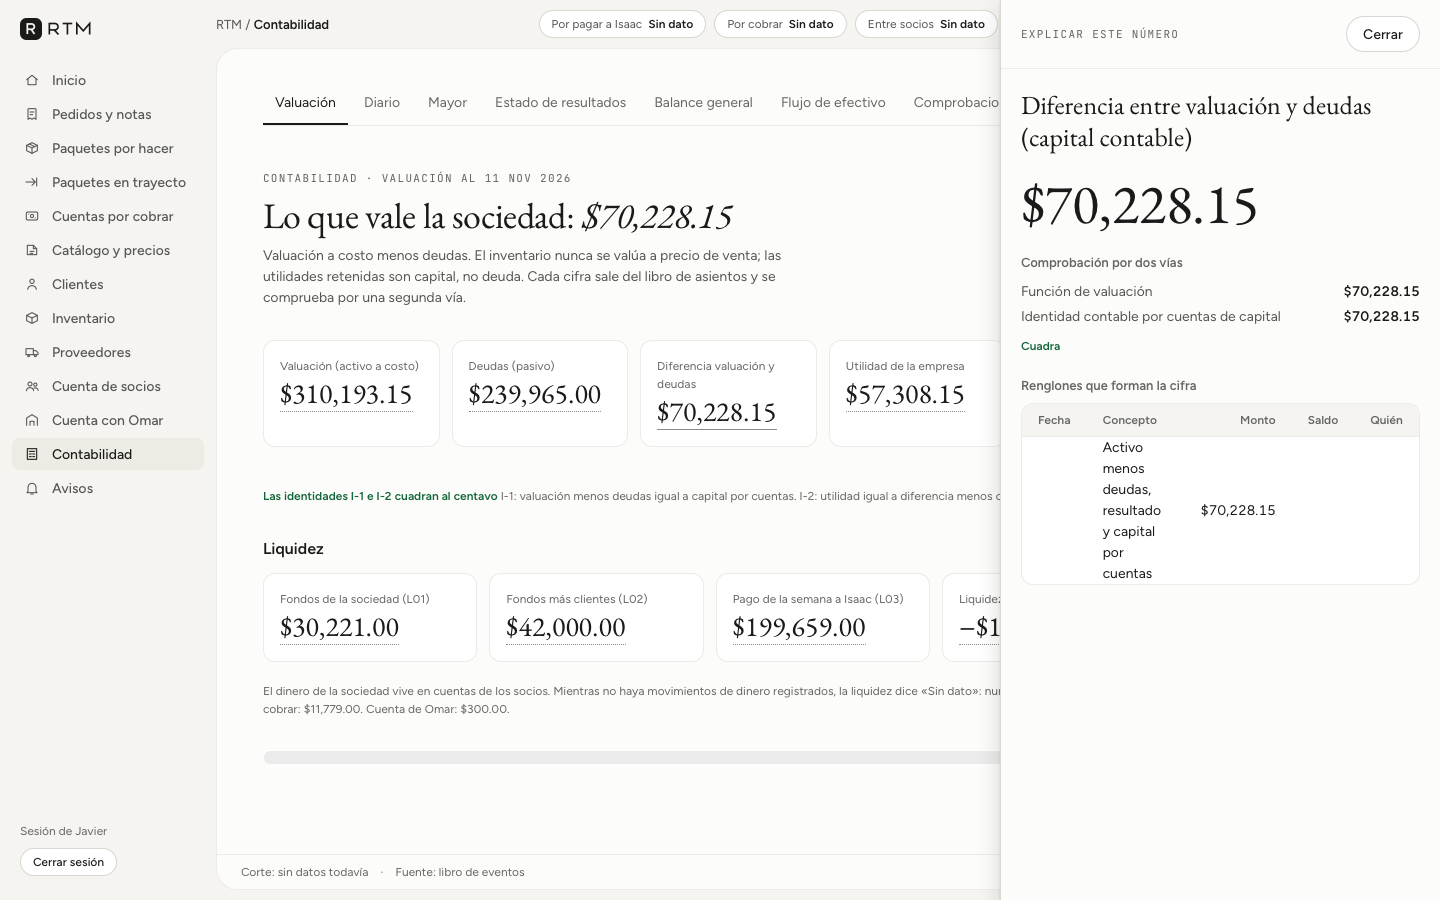 R RTM
Inicio
Pedidos y notas
Paquetes por hacer
Paquetes en trayecto
Cuentas por cobrar
Catálogo y precios
Clientes
Inventario
Proveedores
Cuenta de socios
Cuenta con Omar
Contabilidad
Avisos
Sesión de Javier
Cerrar sesión
RTM / Contabilidad
Por pagar a Isaac Sin dato
Por cobrar Sin dato
Entre socios Sin dato
Valuación Diario Mayor Estado de resultados Balance general Flujo de efectivo Comprobacio
CONTABILIDAD · VALUACIÓN AL 11 NOV 2026
Lo que vale la sociedad: $70,228.15
Valuación a costo menos deudas. El inventario nunca se valúa a precio de venta; las
utilidades retenidas son capital, no deuda. Cada cifra sale del libro de asientos y se
comprueba por una segunda vía.
Valuación (activo a costo)
$310,193.15
Deudas (pasivo)
$239,965.00
Diferencia valuación y
deudas
$70,228.15
Utilidad de la empresa
$57,308.15
Las identidades I-1 e I-2 cuadran al centavo I-1: valuación menos deudas igual a capital por cuentas. I-2: utilidad igual a diferencia menos
Liquidez
Fondos de la sociedad (L01)
$30,221.00
Fondos más clientes (L02)
$42,000.00
Pago de la semana a Isaac (L03)
$199,659.00
Liquidez
−$1
El dinero de la sociedad vive en cuentas de los socios. Mientras no haya movimientos de dinero registrados, la liquidez dice «Sin dato»:
cobrar: $11,779.00. Cuenta de Omar: $300.00.
Corte: sin datos todavía · Fuente: libro de eventos
EXPLICAR ESTE NÚMERO
Cerrar
Diferencia entre valuación y deudas
(capital contable)
$70,228.15
Comprobación por dos vías
Función de valuación $70,228.15
Identidad contable por cuentas de capital $70,228.15
Cuadra
Renglones que forman la cifra
Fecha Concepto Monto Saldo Quién
Activo
menos
deudas,
resultado $70,228.15
y capital
por
cuentas